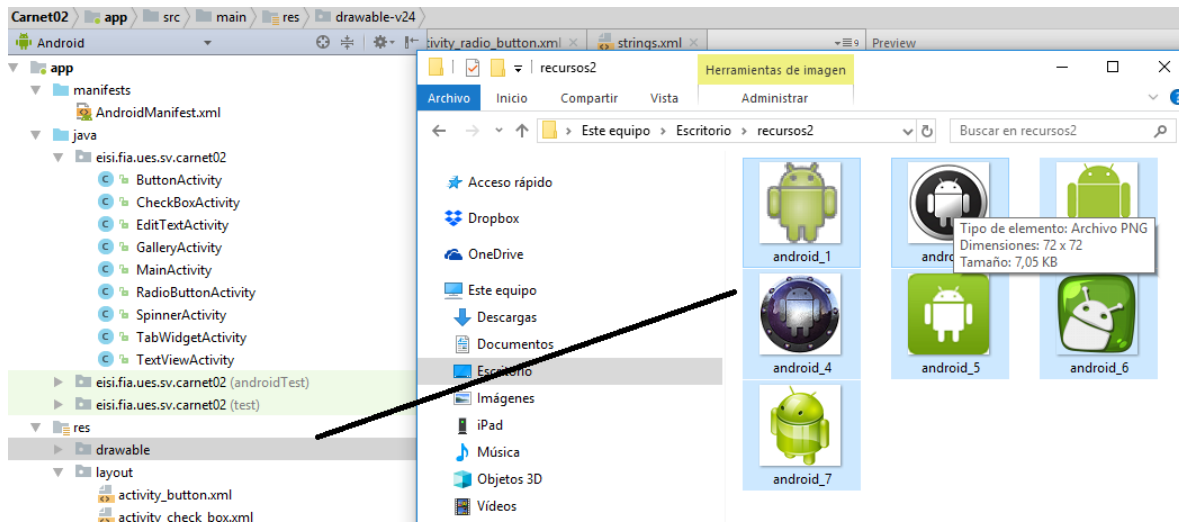 Carnet02 app src main res drawable-v24
Android
tivity_radio_button.xml strings.xml 9 Preview
app
manifests
AndroidManifest.xml
java
eisi.fia.ues.sv.carnet02
ButtonActivity
CheckBoxActivity
EditTextActivity
GalleryActivity
MainActivity
RadioButtonActivity
SpinnerActivity
TabWidgetActivity
TextViewActivity
eisi.fia.ues.sv.carnet02 (androidTest)
eisi.fia.ues.sv.carnet02 (test)
res
drawable
layout
activity_button.xml
activity_check_box.xml
recursos2
Herramientas de imagen
Archivo Inicio Compartir Vista Administrar
Este equipo Escritorio recursos2
Buscar en recursos2
Acceso rápido
Dropbox
OneDrive
Este equipo
Descargas
Documentos
Escritorio
Imágenes
iPad
Música
Objetos 3D
Vídeos
android_1
Tipo de elemento: Archivo PNG
Dimensiones: 72 x 72
Tamaño: 7,05 KB
android_4 android_5 android_6
android_7